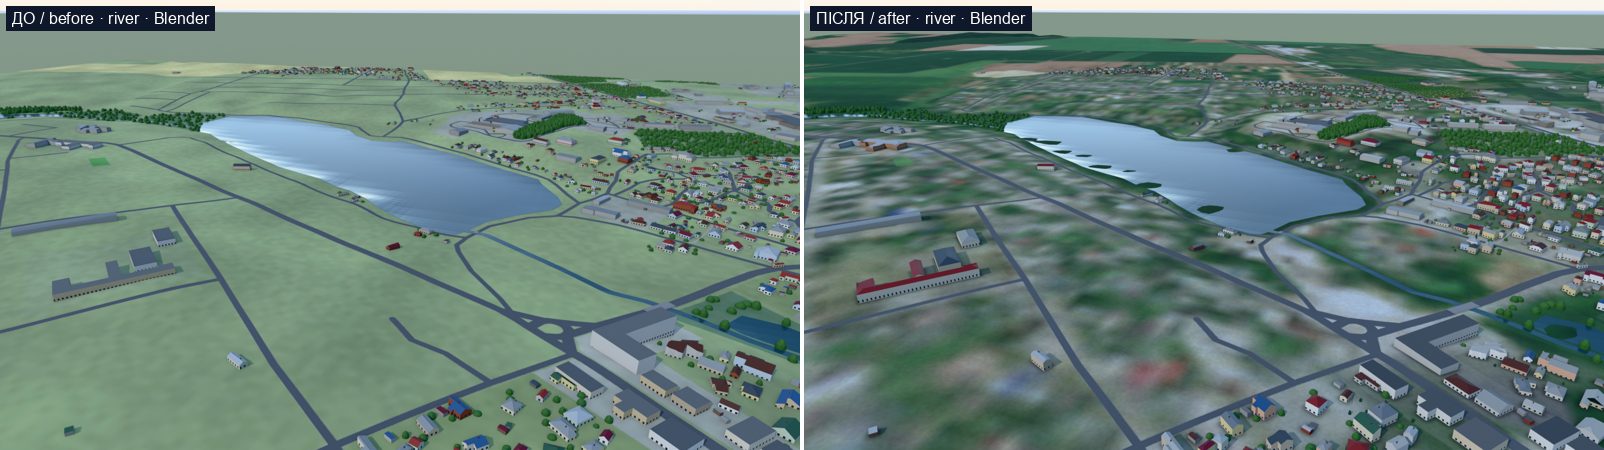 ДО / before · river · Blender
ПІСЛЯ / after · river · Blender